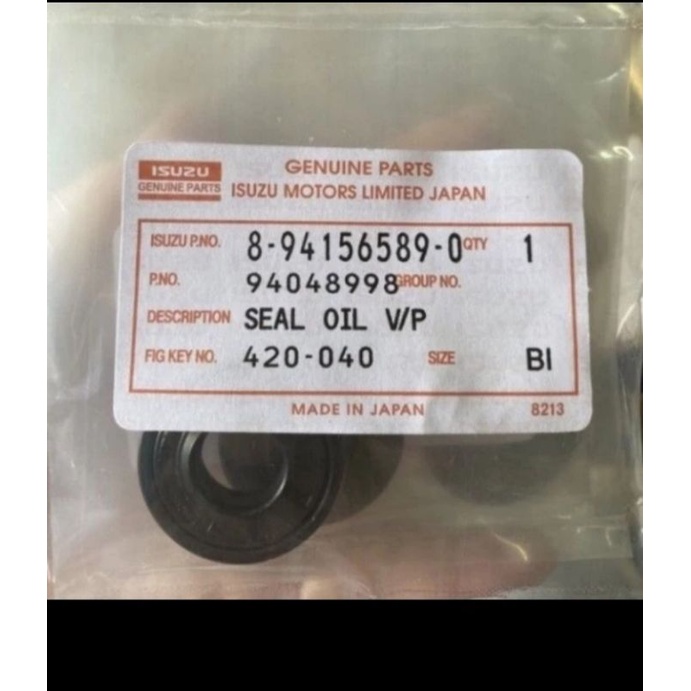 ISUZU
GENUINE PARTS
GENUINE PARTS
ISUZU MOTORS LIMITED JAPAN
ISUZU P.NO. 8-94156589-0 QTY 1
P.NO. 94048998 GROUP NO.
DESCRIPTION SEAL OIL V/P
FIG KEY NO. 420-040 SIZE BI
MADE IN JAPAN 8213